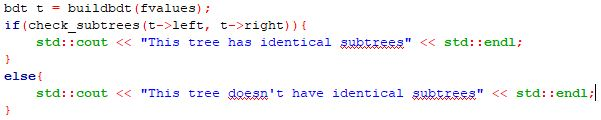 bdt t = buildbdt(fvalues);
if(check_subtrees(t->left, t->right)){
    std::cout << "This tree has identical subtrees" << std::endl;
}
else{
    std::cout << "This tree doesn't have identical subtrees" << std::endl;
}